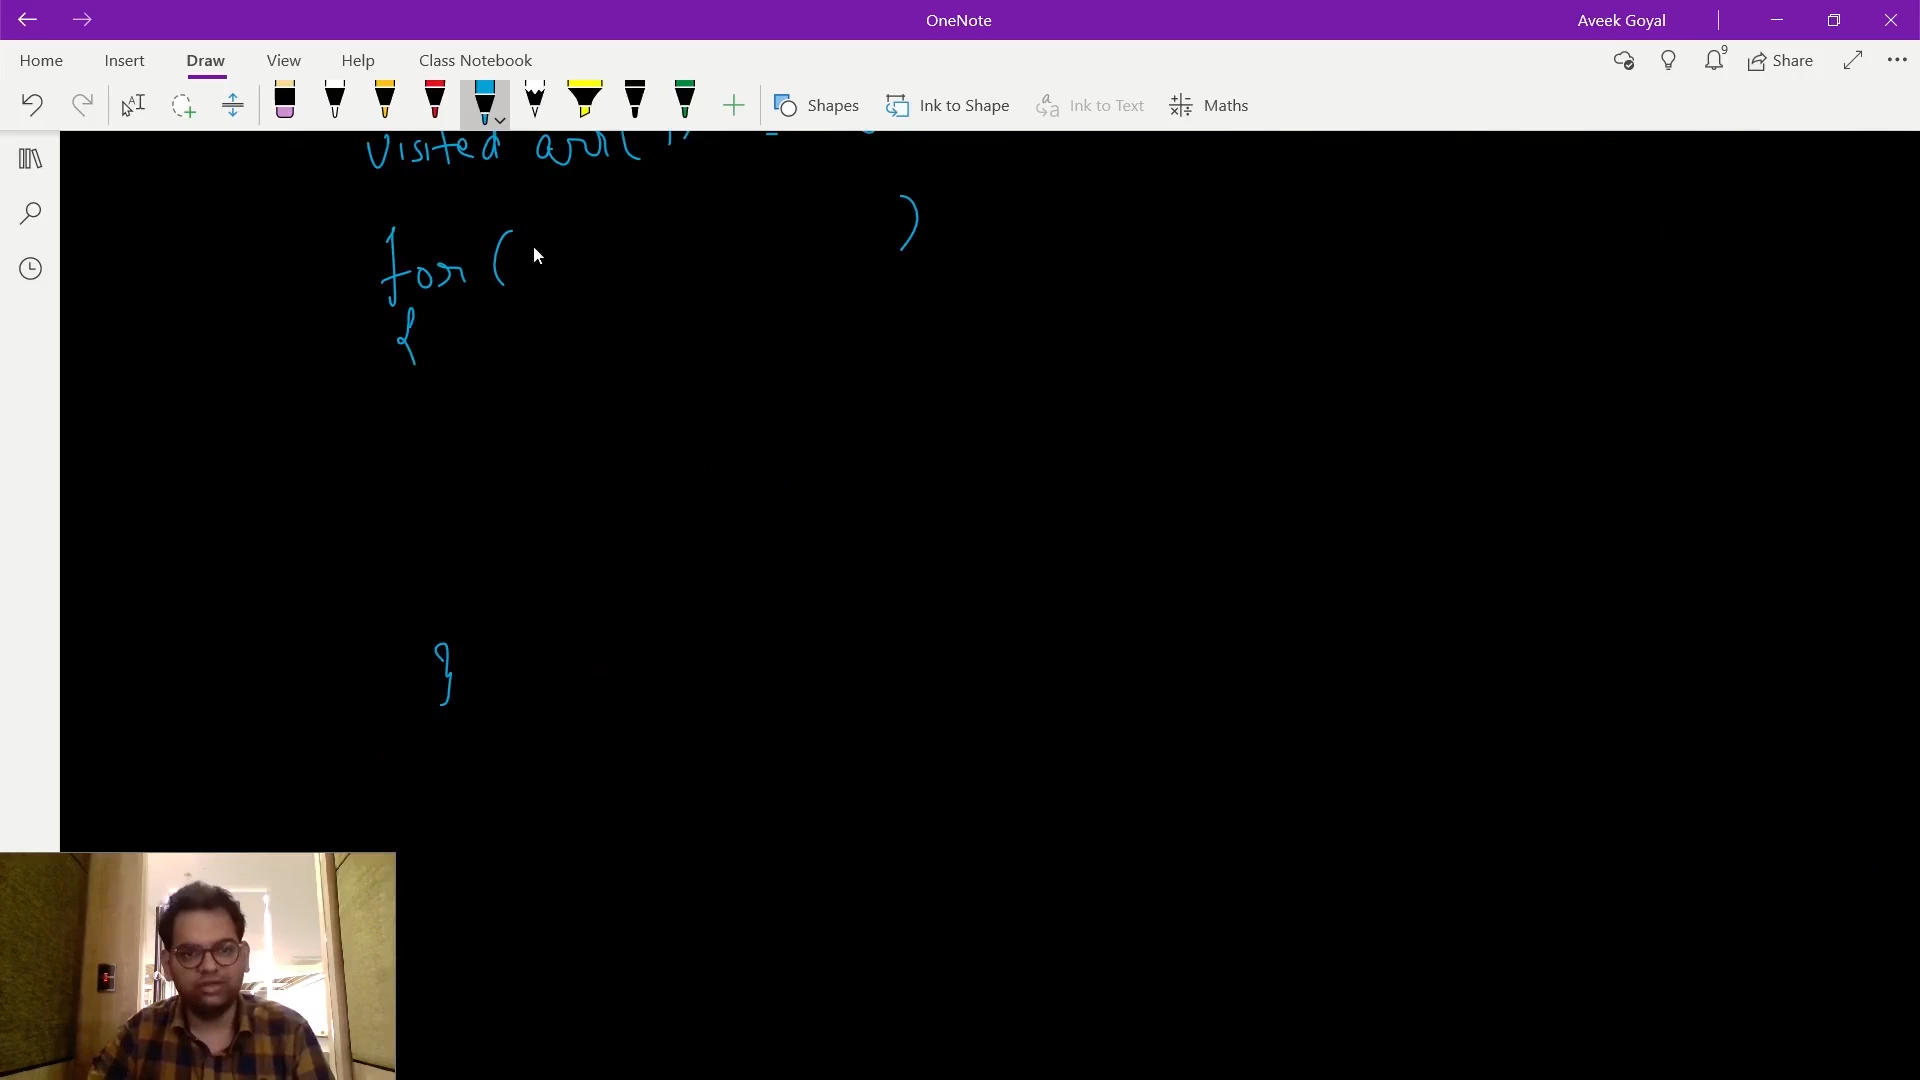 OneNote
Aveek Goyal
Home Insert Draw View Help Class Notebook
9
Share
Shapes
Ink to Shape
Ink to Text
Maths
visited arr(
for ( )
{
}